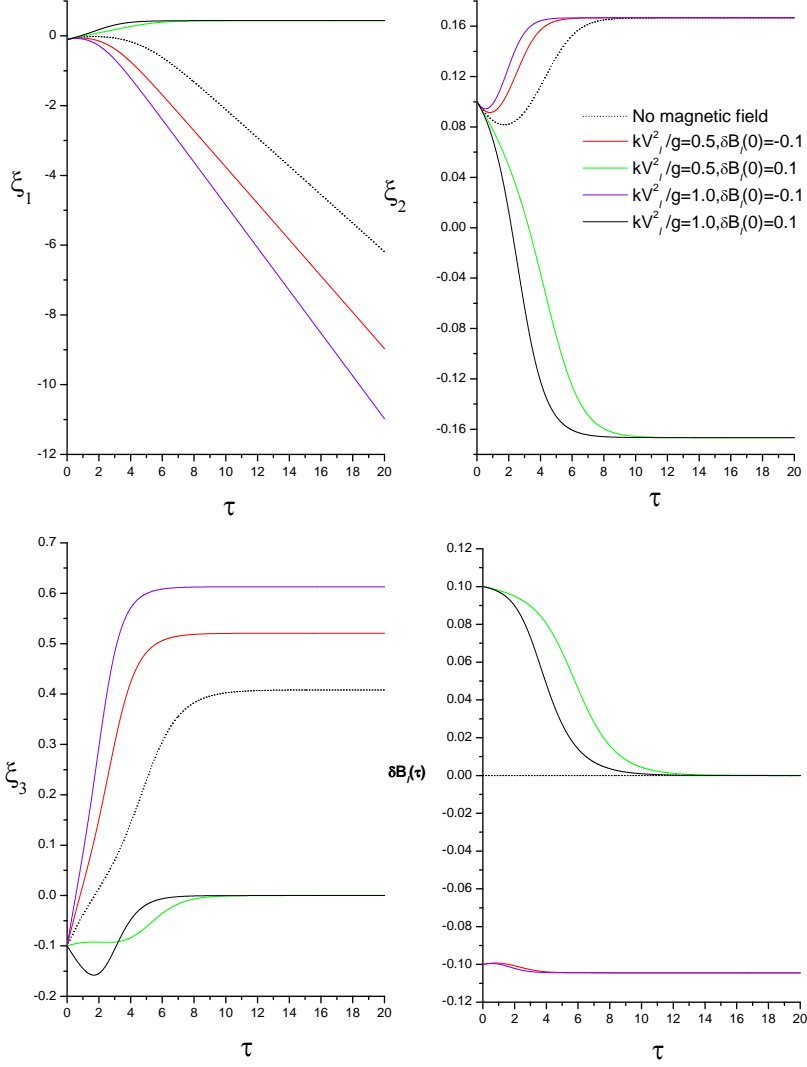 0
-2
-4
-6
-8
-10
-12
ξ₁
0 2 4 6 8 10 12 14 16 18 20
τ
0.16
0.12
0.08
0.04
0.00
-0.04
-0.08
-0.12
-0.16
ξ₂
No magnetic field
kV²ₗ/g=0.5,δBₗ(0)=-0.1
kV²ₗ/g=0.5,δBₗ(0)=0.1
kV²ₗ/g=1.0,δBₗ(0)=-0.1
kV²ₗ/g=1.0,δBₗ(0)=0.1
0 2 4 6 8 10 12 14 16 18 20
τ
0.7
0.6
0.5
0.4
0.3
0.2
0.1
0.0
-0.1
-0.2
ξ₃
0 2 4 6 8 10 12 14 16 18 20
τ
0.12
0.10
0.08
0.06
0.04
0.02
0.00
-0.02
-0.04
-0.06
-0.08
-0.10
-0.12
δBₗ(τ)
0 2 4 6 8 10 12 14 16 18 20
τ